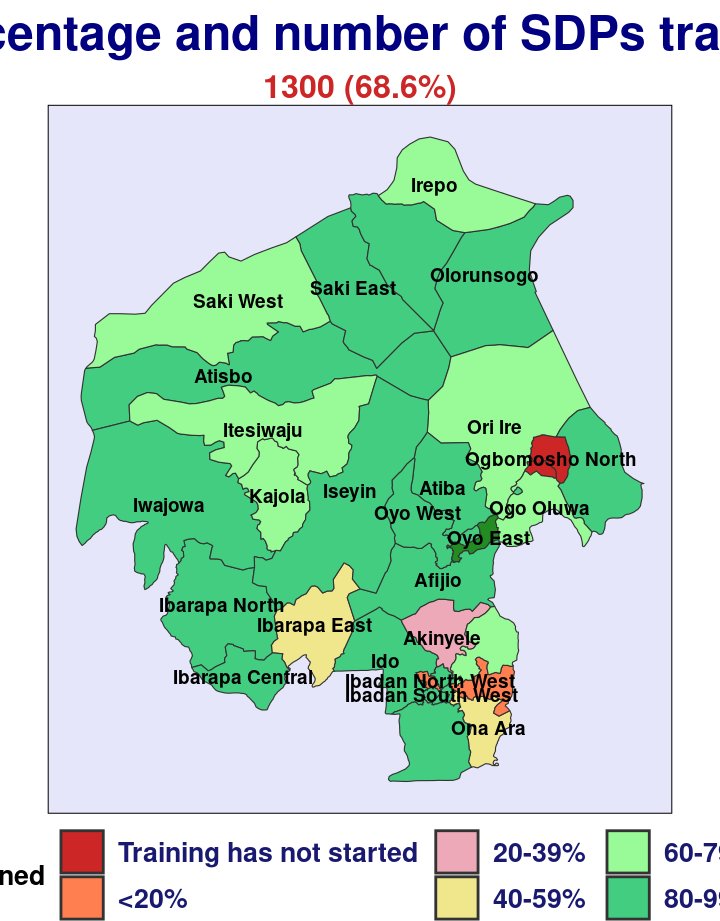 centage and number of SDPs tra
1300 (68.6%)
Irepo
Olorunsogo
Saki East
Saki West
Atisbo
Itesiwaju
Ori Ire
Ogbomosho North
Atiba
Iseyin
Kajola
Iwajowa
Ogo Oluwa
Oyo West
Oyo East
Afijio
Ibarapa North
Ibarapa East
Akinyele
Ido
Ibarapa Central
Ibadan North West
Ibadan South West
Ona Ara
Training has not started
20-39%
60-79
ned
<20%
40-59%
80-99